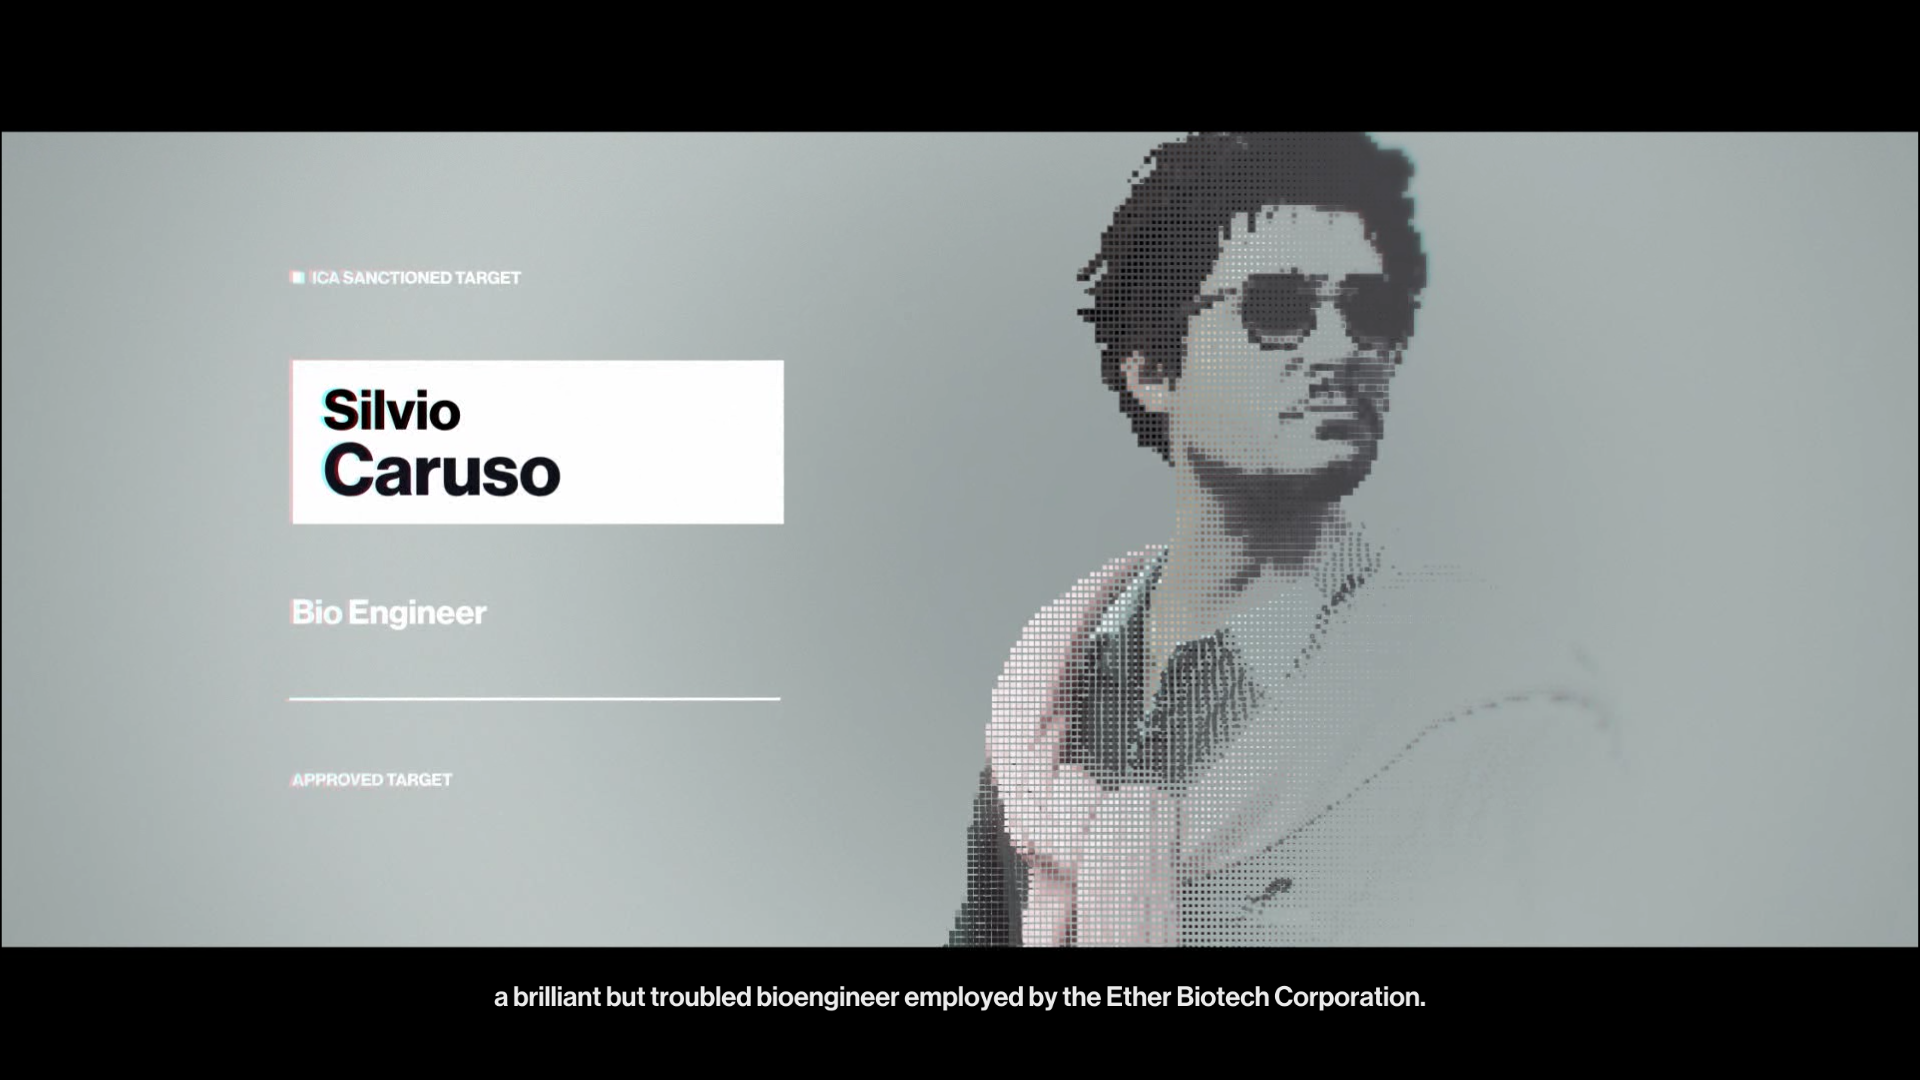 ICA SANCTIONED TARGET
Silvio
Caruso
Bio Engineer
APPROVED TARGET
a brilliant but troubled bioengineer employed by the Ether Biotech Corporation.